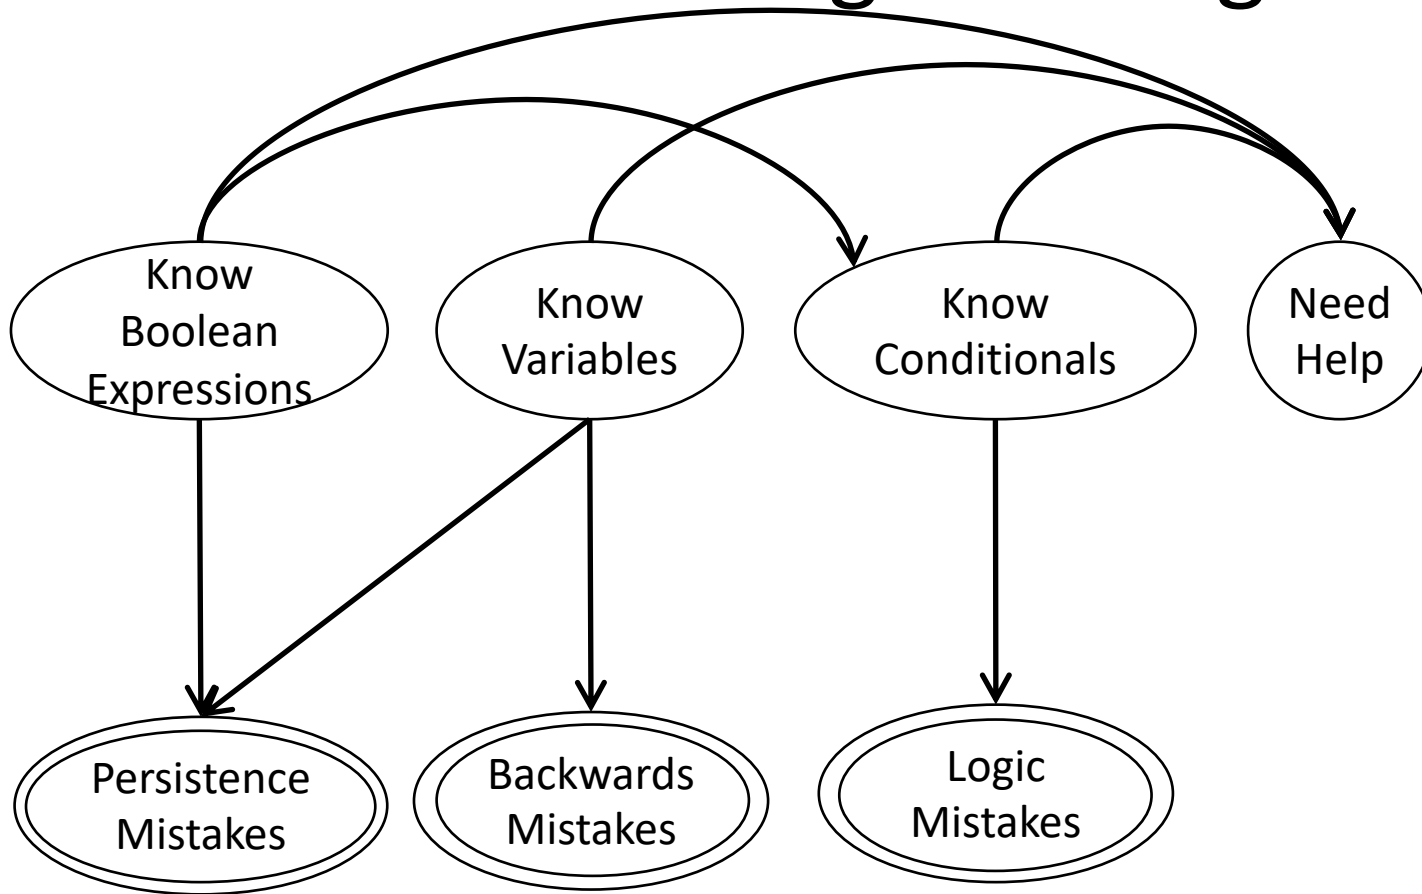 Know
Boolean
Expressions
Know
Variables
Know
Conditionals
Need
Help
Persistence
Mistakes
Backwards
Mistakes
Logic
Mistakes